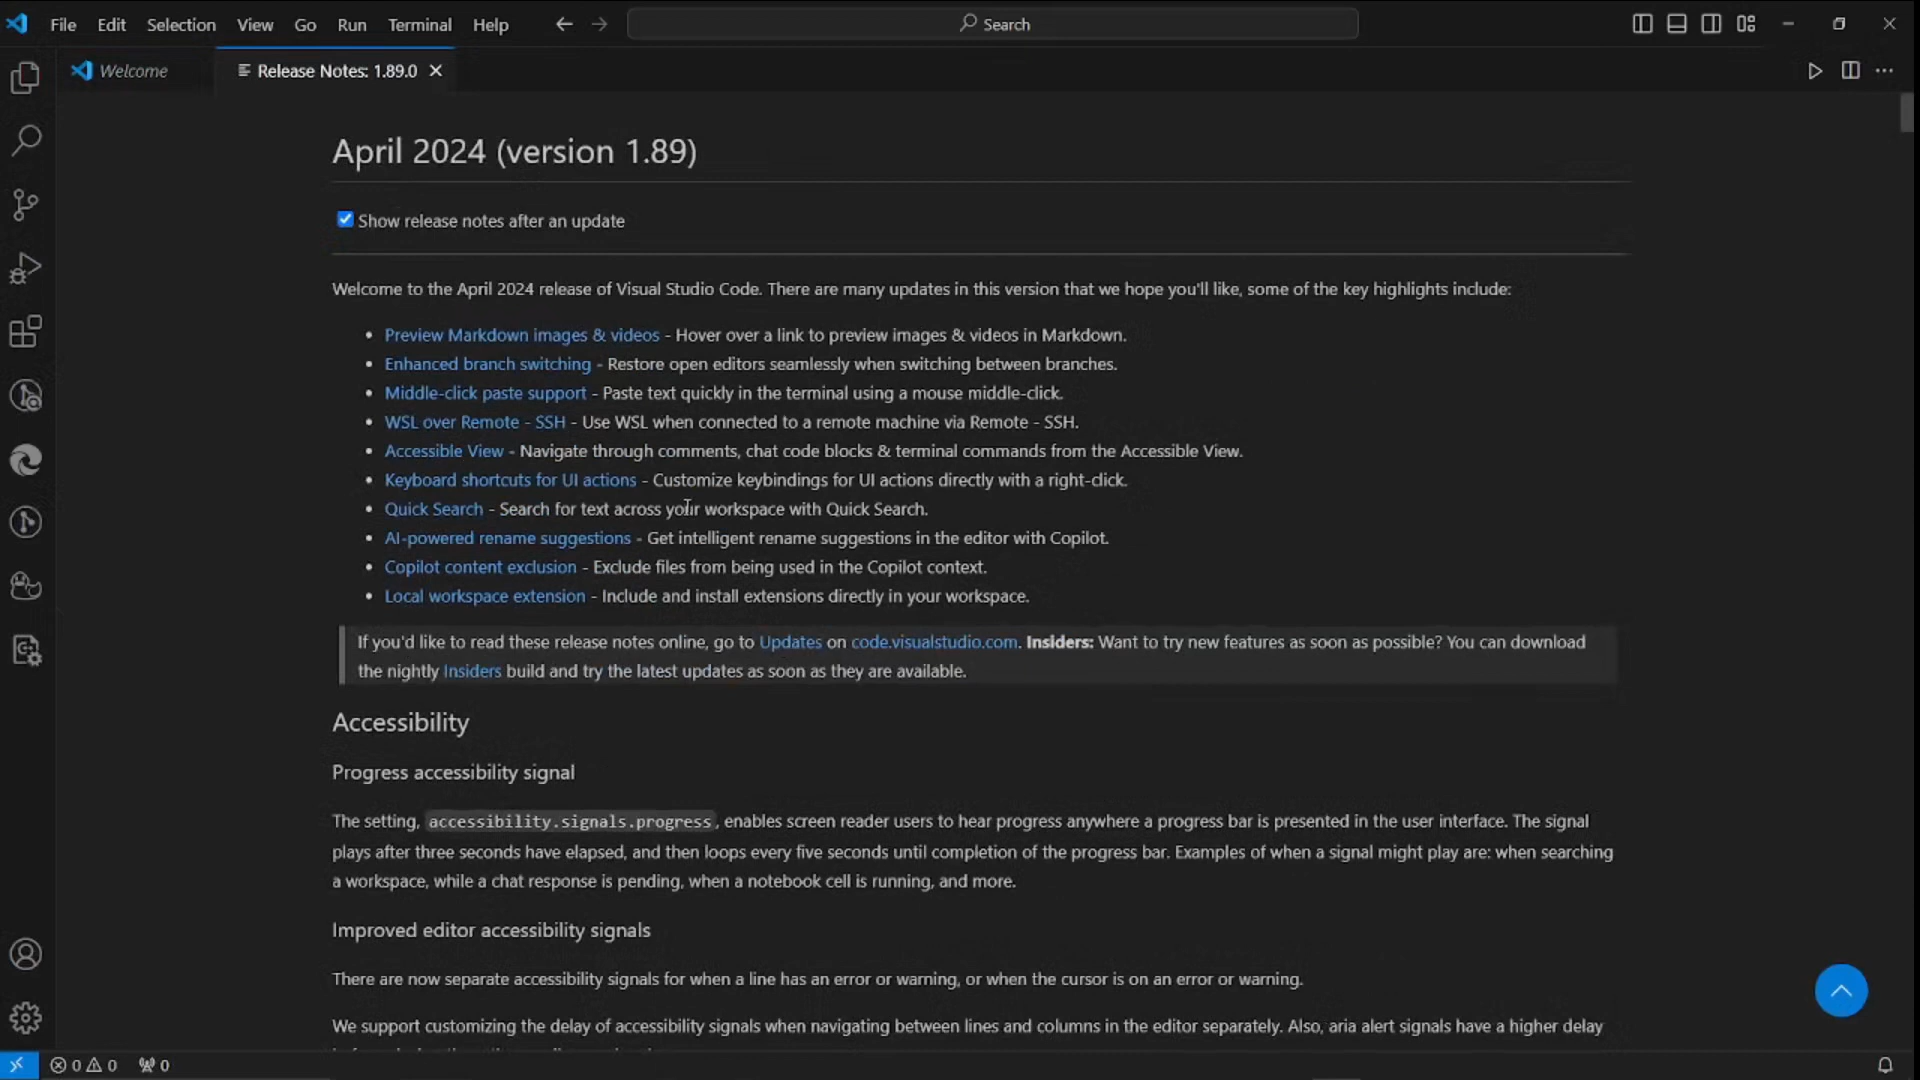 File Edit Selection View Go Run Terminal Help Search
Welcome Release Notes: 1.89.0
April 2024 (version 1.89)
Show release notes after an update
Welcome to the April 2024 release of Visual Studio Code. There are many updates in this version that we hope you'll like, some of the key highlights include:
• Preview Markdown images & videos - Hover over a link to preview images & videos in Markdown.
• Enhanced branch switching - Restore open editors seamlessly when switching between branches.
• Middle-click paste support - Paste text quickly in the terminal using a mouse middle-click.
• WSL over Remote - SSH - Use WSL when connected to a remote machine via Remote - SSH.
• Accessible View - Navigate through comments, chat code blocks & terminal commands from the Accessible View.
• Keyboard shortcuts for UI actions - Customize keybindings for UI actions directly with a right-click.
• Quick Search - Search for text across your workspace with Quick Search.
• AI-powered rename suggestions - Get intelligent rename suggestions in the editor with Copilot.
• Copilot content exclusion - Exclude files from being used in the Copilot context.
• Local workspace extension - Include and install extensions directly in your workspace.
If you'd like to read these release notes online, go to Updates on code.visualstudio.com. Insiders: Want to try new features as soon as possible? You can download
the nightly Insiders build and try the latest updates as soon as they are available.
Accessibility
Progress accessibility signal
The setting, accessibility.signals.progress, enables screen reader users to hear progress anywhere a progress bar is presented in the user interface. The signal
plays after three seconds have elapsed, and then loops every five seconds until completion of the progress bar. Examples of when a signal might play are: when searching
a workspace, while a chat response is pending, when a notebook cell is running, and more.
Improved editor accessibility signals
There are now separate accessibility signals for when a line has an error or warning, or when the cursor is on an error or warning.
We support customizing the delay of accessibility signals when navigating between lines and columns in the editor separately. Also, aria alert signals have a higher delay
0 0 0